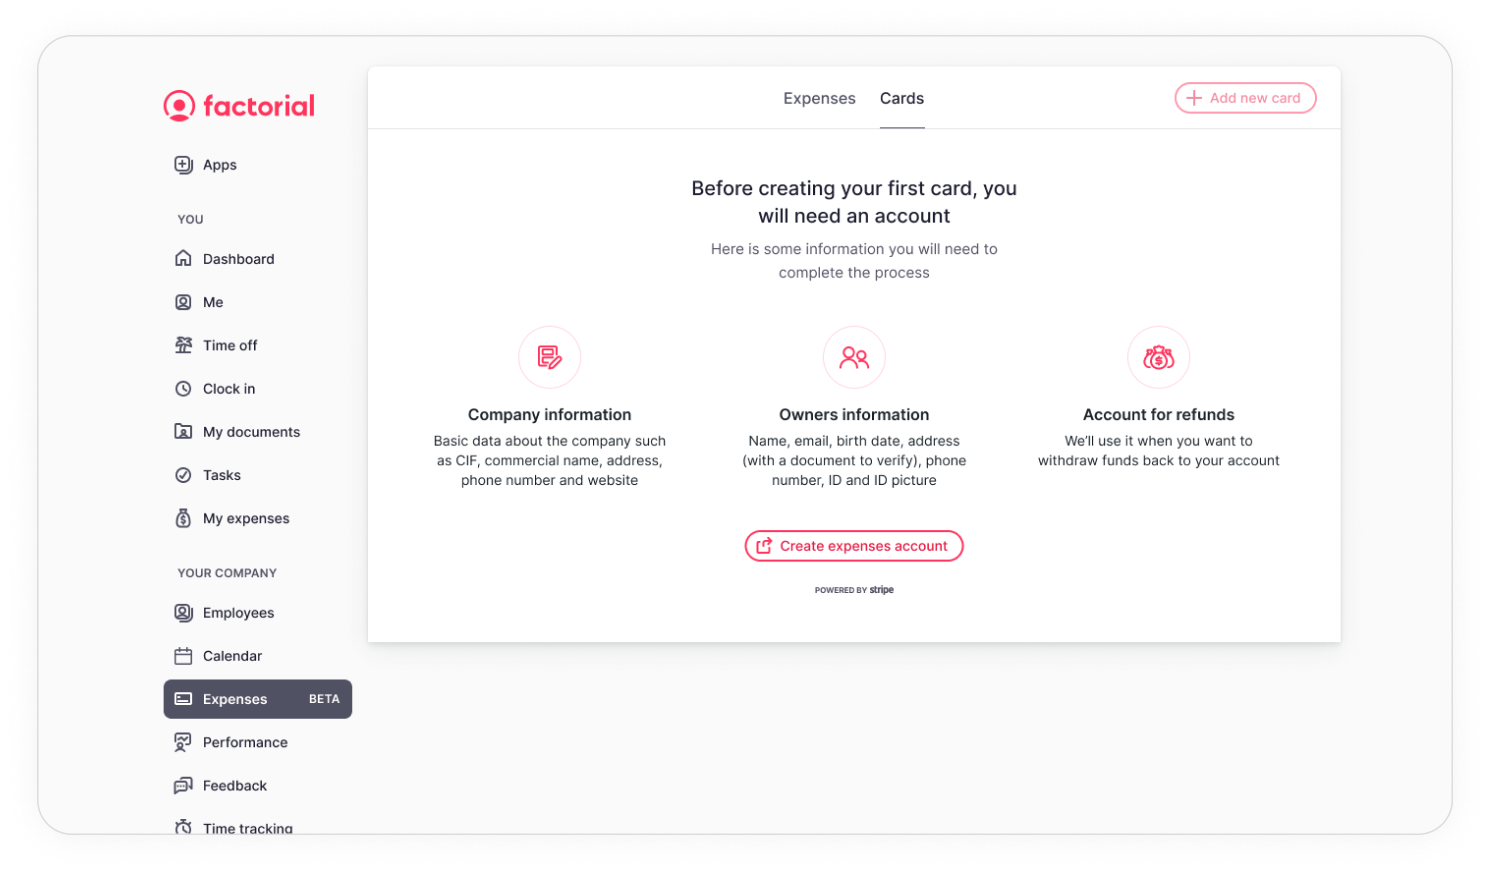 factorial
Apps
YOU
Dashboard
Me
Time off
Clock in
My documents
Tasks
My expenses
YOUR COMPANY
Employees
Calendar
Expenses BETA
Performance
Feedback
Time tracking
Expenses Cards
Add new card
Before creating your first card, you
will need an account
Here is some information you will need to
complete the process
Company information
Basic data about the company such
as CIF, commercial name, address,
phone number and website
Owners information
Name, email, birth date, address
(with a document to verify), phone
number, ID and ID picture
Account for refunds
We'll use it when you want to
withdraw funds back to your account
Create expenses account
POWERED BY stripe